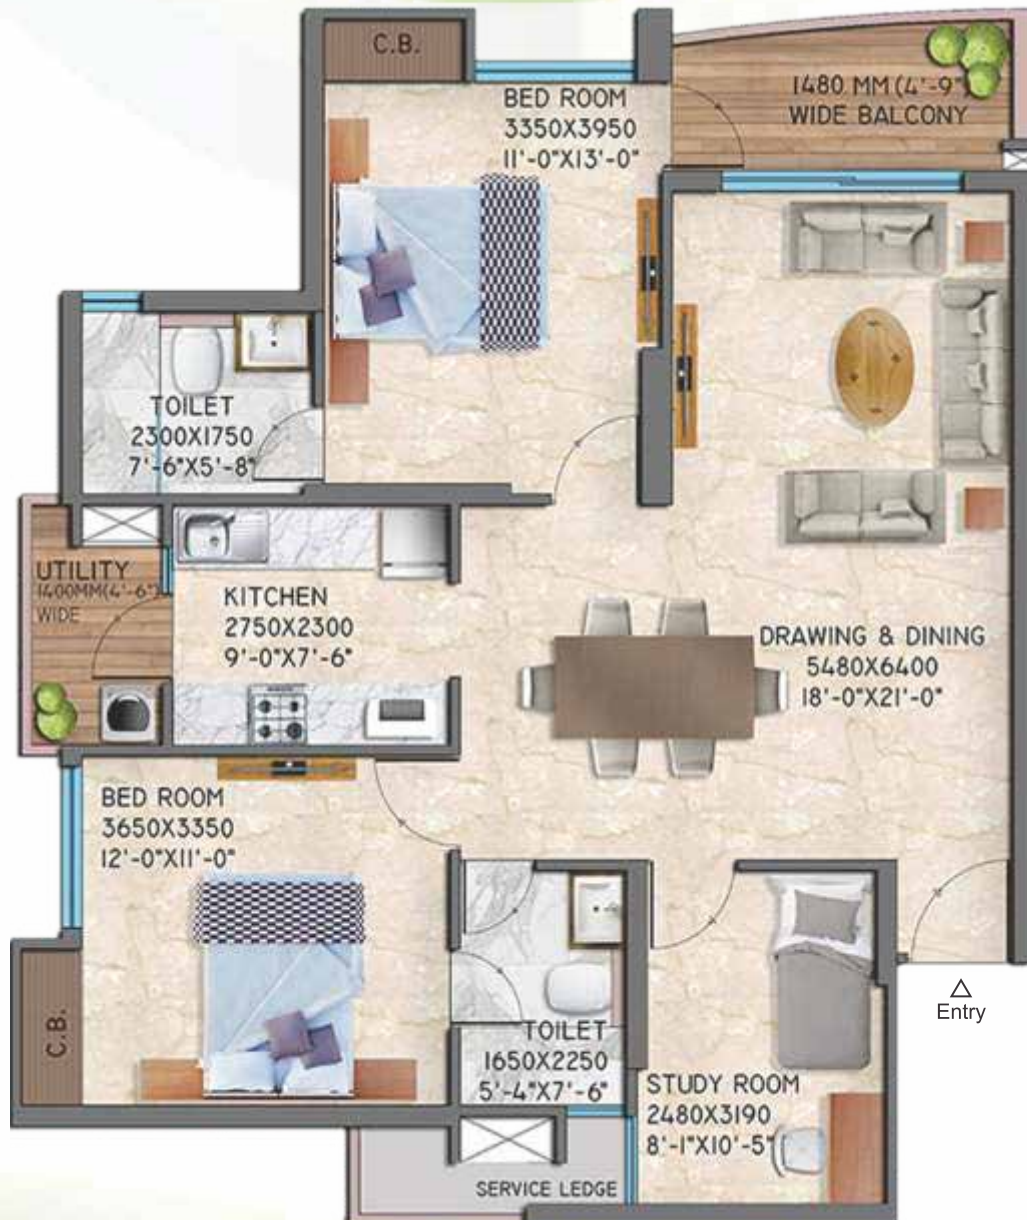 C.B.
BED ROOM
3350X3950
11'-0"X13'-0"
1480 MM (4'-9")
WIDE BALCONY
TOILET
2300X1750
7'-6"X5'-8"
UTILITY
1400MM(4'-6")
WIDE
KITCHEN
2750X2300
9'-0"X7'-6"
DRAWING & DINING
5480X6400
18'-0"X21'-0"
BED ROOM
3650X3350
12'-0"X11'-0"
C.B.
TOILET
1650X2250
5'-4"X7'-6"
STUDY ROOM
2480X3190
8'-1"X10'-5"
Entry
SERVICE LEDGE